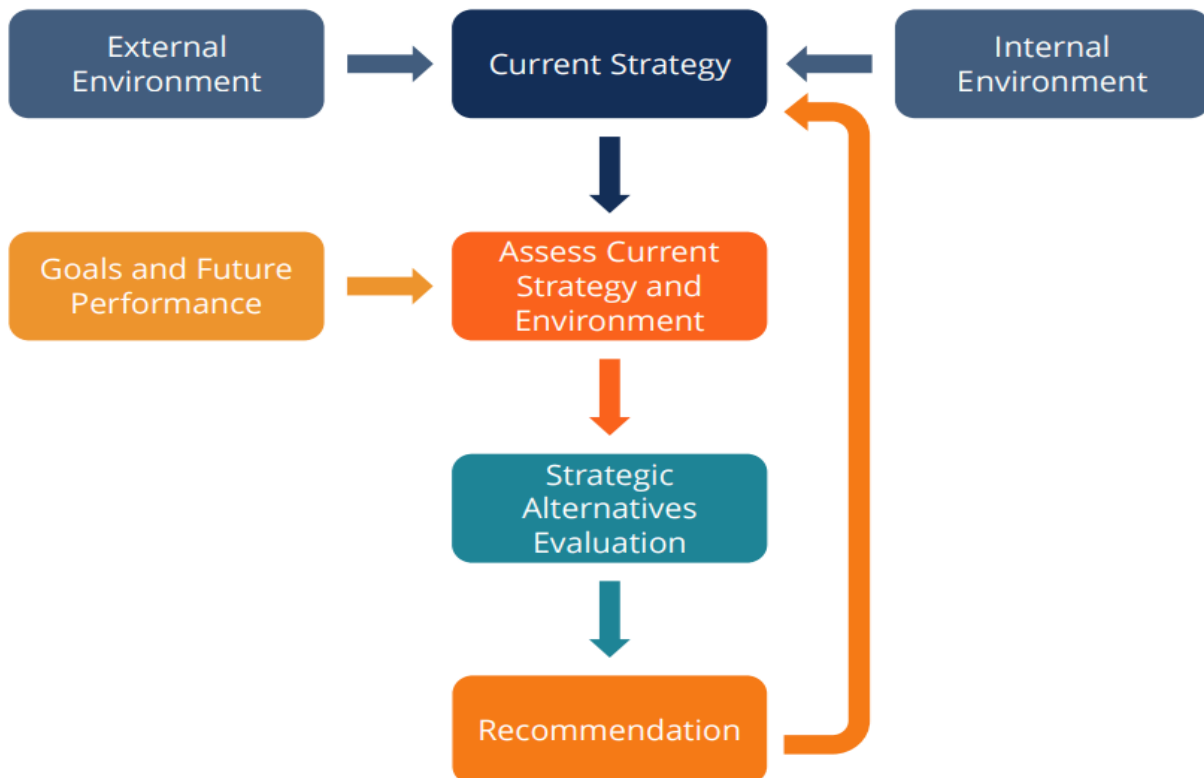 External
Environment
Current Strategy
Internal
Environment
Goals and Future
Performance
Assess Current
Strategy and
Environment
Strategic
Alternatives
Evaluation
Recommendation